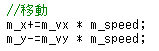 //移動
m_x+=m_vx * m_speed;
m_y-=m_vy * m_speed;